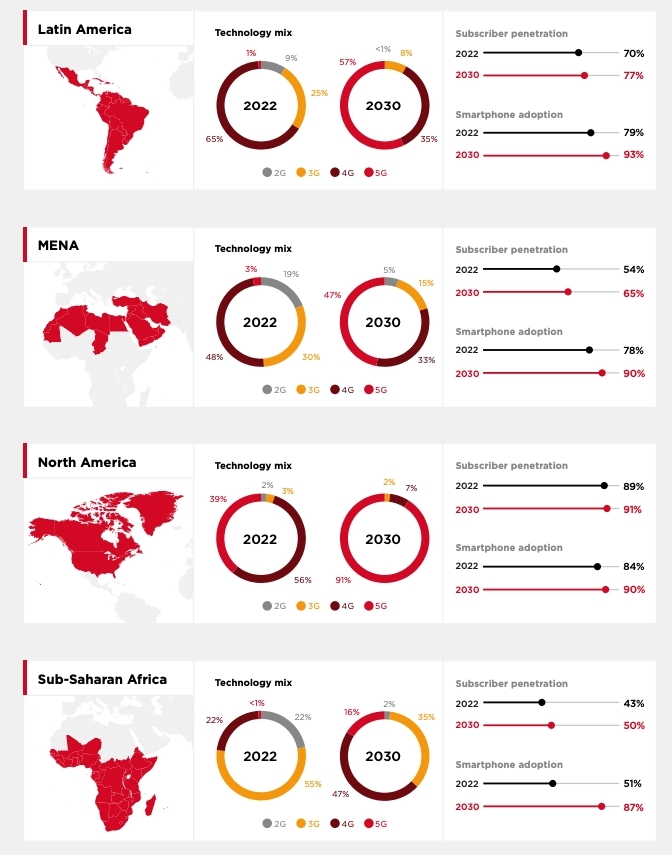 Latin America
Technology mix
1%
9%
25%
65%
2022
<1%
8%
35%
57%
2030
2G 3G 4G 5G
Subscriber penetration
2022 70%
2030 77%
Smartphone adoption
2022 79%
2030 93%
MENA
Technology mix
3%
19%
30%
48%
2022
5%
15%
33%
47%
2030
2G 3G 4G 5G
Subscriber penetration
2022 54%
2030 65%
Smartphone adoption
2022 78%
2030 90%
North America
Technology mix
2%
3%
56%
39%
2022
2%
7%
91%
2030
2G 3G 4G 5G
Subscriber penetration
2022 89%
2030 91%
Smartphone adoption
2022 84%
2030 90%
Sub-Saharan Africa
Technology mix
<1%
22%
55%
22%
2022
2%
35%
47%
16%
2030
2G 3G 4G 5G
Subscriber penetration
2022 43%
2030 50%
Smartphone adoption
2022 51%
2030 87%